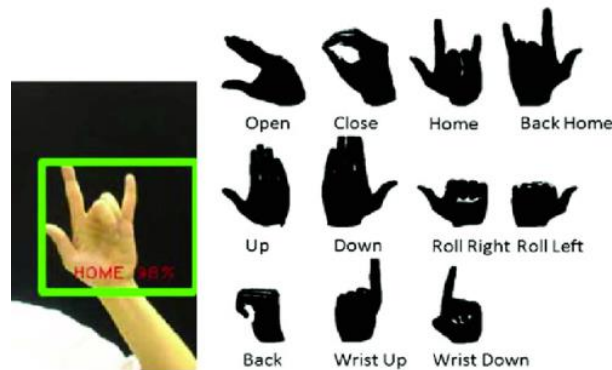 Open Close Home Back Home
Up Down Roll Right Roll Left
HOME 98%
Back Wrist Up Wrist Down